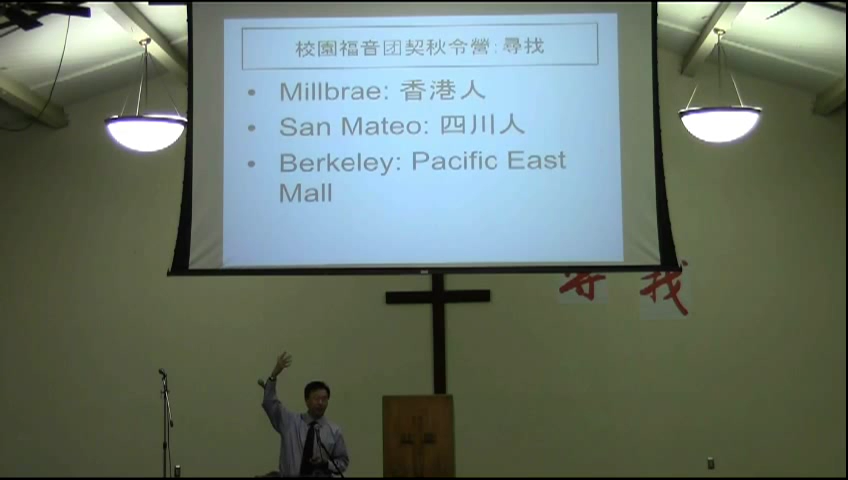 校園福音团契秋令營: 尋找
• Millbrae: 香港人
• San Mateo: 四川人
• Berkeley: Pacific East
Mall
尋 找